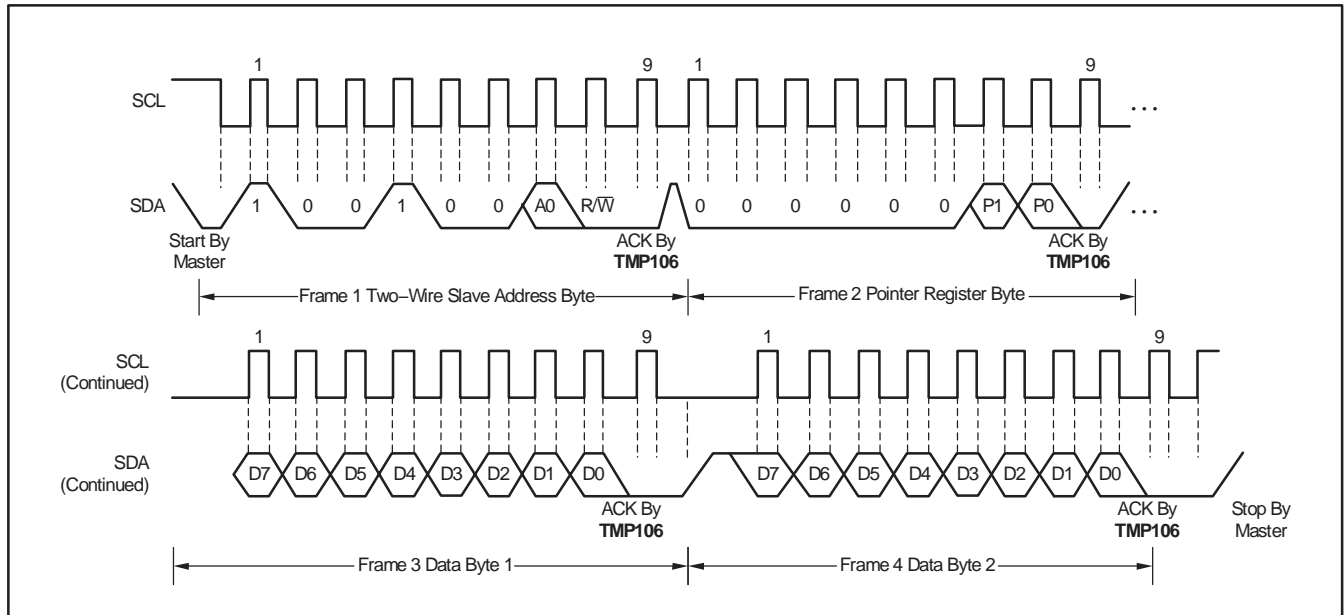 1 9 1 9
SCL ...
SDA 1 0 0 1 0 0 A0 R/W̅ 0 0 0 0 0 0 P1 P0 ...
Start By Master
ACK By TMP106
ACK By TMP106
Frame 1 Two–Wire Slave Address Byte
Frame 2 Pointer Register Byte
1 9 1 9
SCL (Continued)
SDA (Continued) D7 D6 D5 D4 D3 D2 D1 D0 D7 D6 D5 D4 D3 D2 D1 D0
ACK By TMP106
ACK By TMP106
Stop By Master
Frame 3 Data Byte 1
Frame 4 Data Byte 2